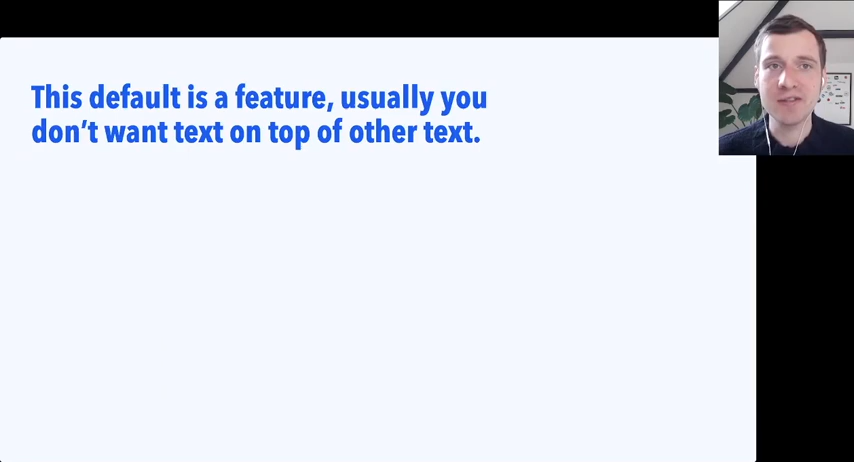 This default is a feature, usually you
don’t want text on top of other text.